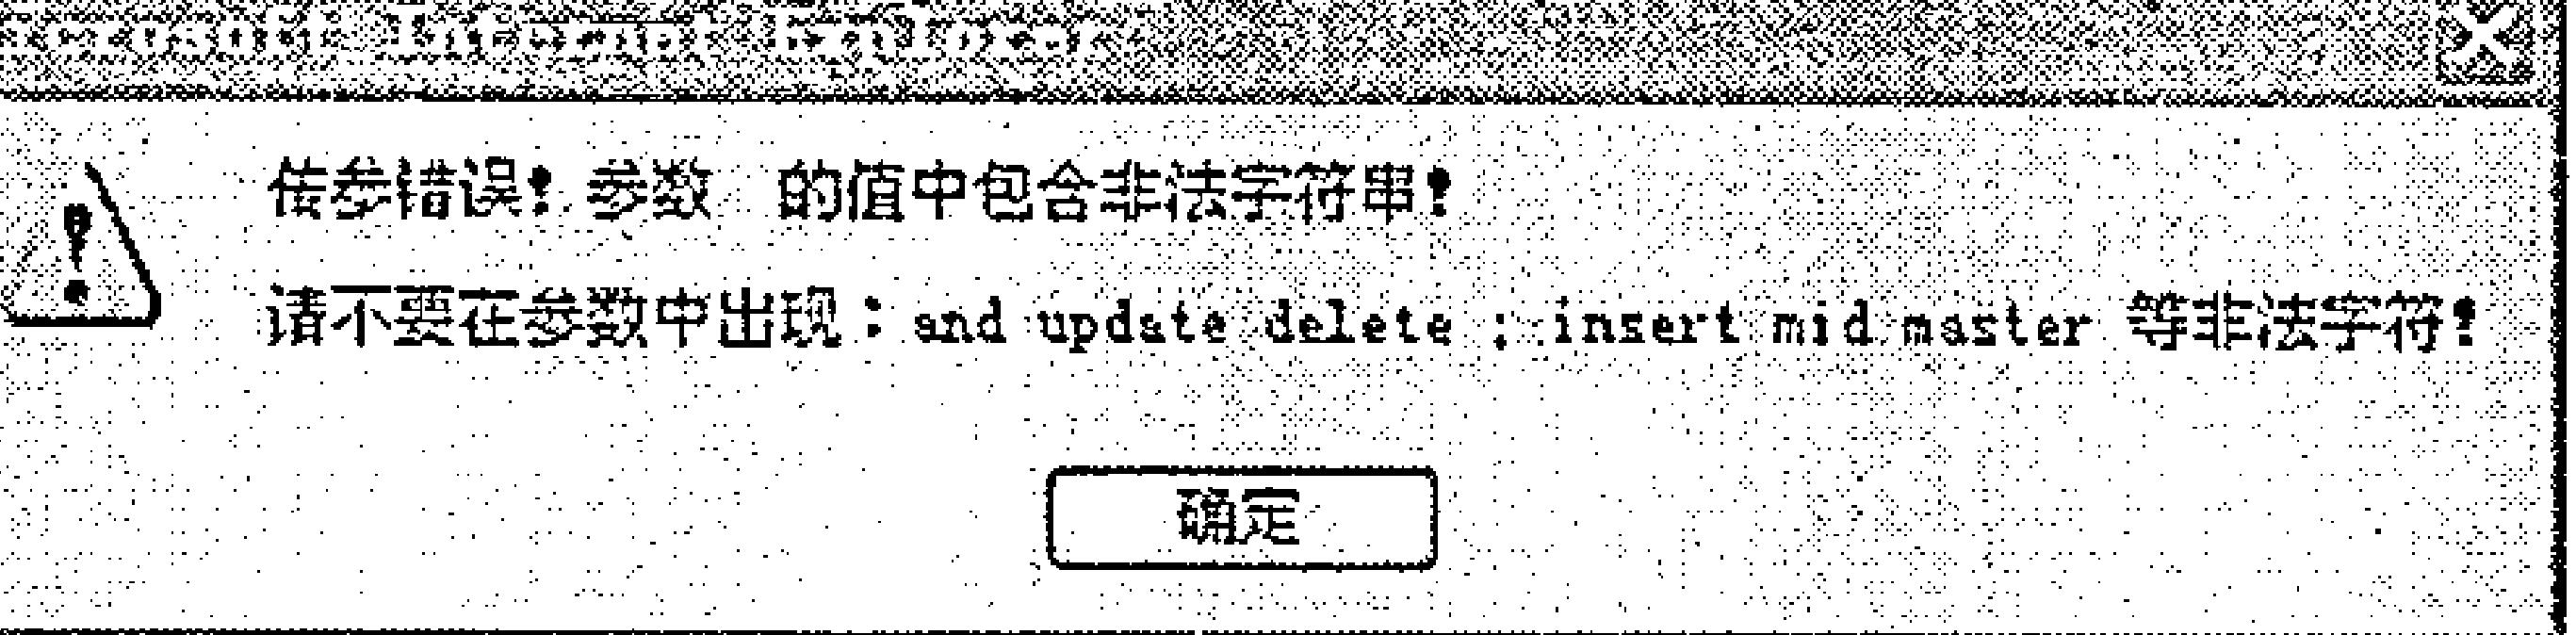 Internet Explorer
传参错误！参数 的值中包含非法字符串！
请不要在参数中出现：and update delete ; insert mid master 等非法字符！
确定